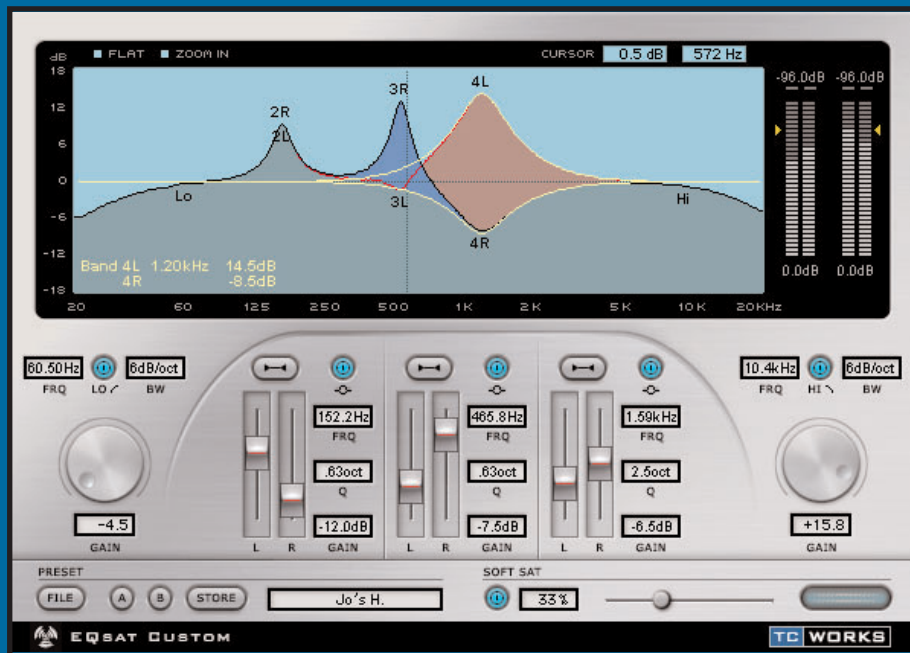 dB FLAT ZOOM IN CURSOR 0.5 dB 572 Hz
18
12
6
0
-6
-12
-18
2R
2L
3R
4L
Lo
3L
4R
Hi
Band 4L 1.20kHz 14.5dB
4R -8.5dB
20 60 125 250 500 1K 2K 5K 10K 20KHz
-96.0dB -96.0dB
0.0dB 0.0dB
60.50Hz 6dB/oct
FRQ LO BW
10.4kHz 6dB/oct
FRQ HI BW
152.2Hz 465.8Hz 1.59kHz
FRQ FRQ FRQ
.63oct .63oct 2.5oct
Q Q Q
-4.5 -12.0dB -7.5dB -6.5dB +15.8
GAIN L R GAIN L R GAIN L R GAIN GAIN
PRESET SOFT SAT
FILE A B STORE Jo's H. 33%
EQSAT CUSTOM TC WORKS